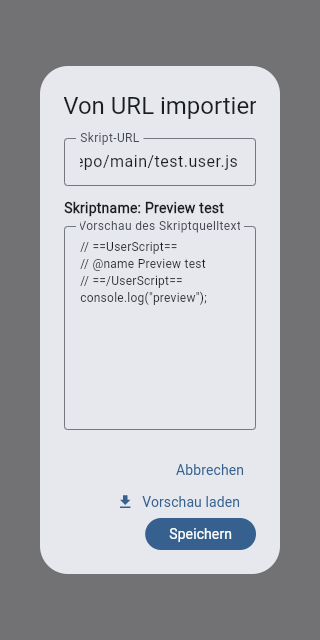 Von URL importier
Skript-URL
epo/main/test.user.js
Skriptname: Preview test
Vorschau des Skriptquelltext
// ==UserScript==
// @name Preview test
// ==/UserScript==
console.log("preview");
Abbrechen
Vorschau laden
Speichern